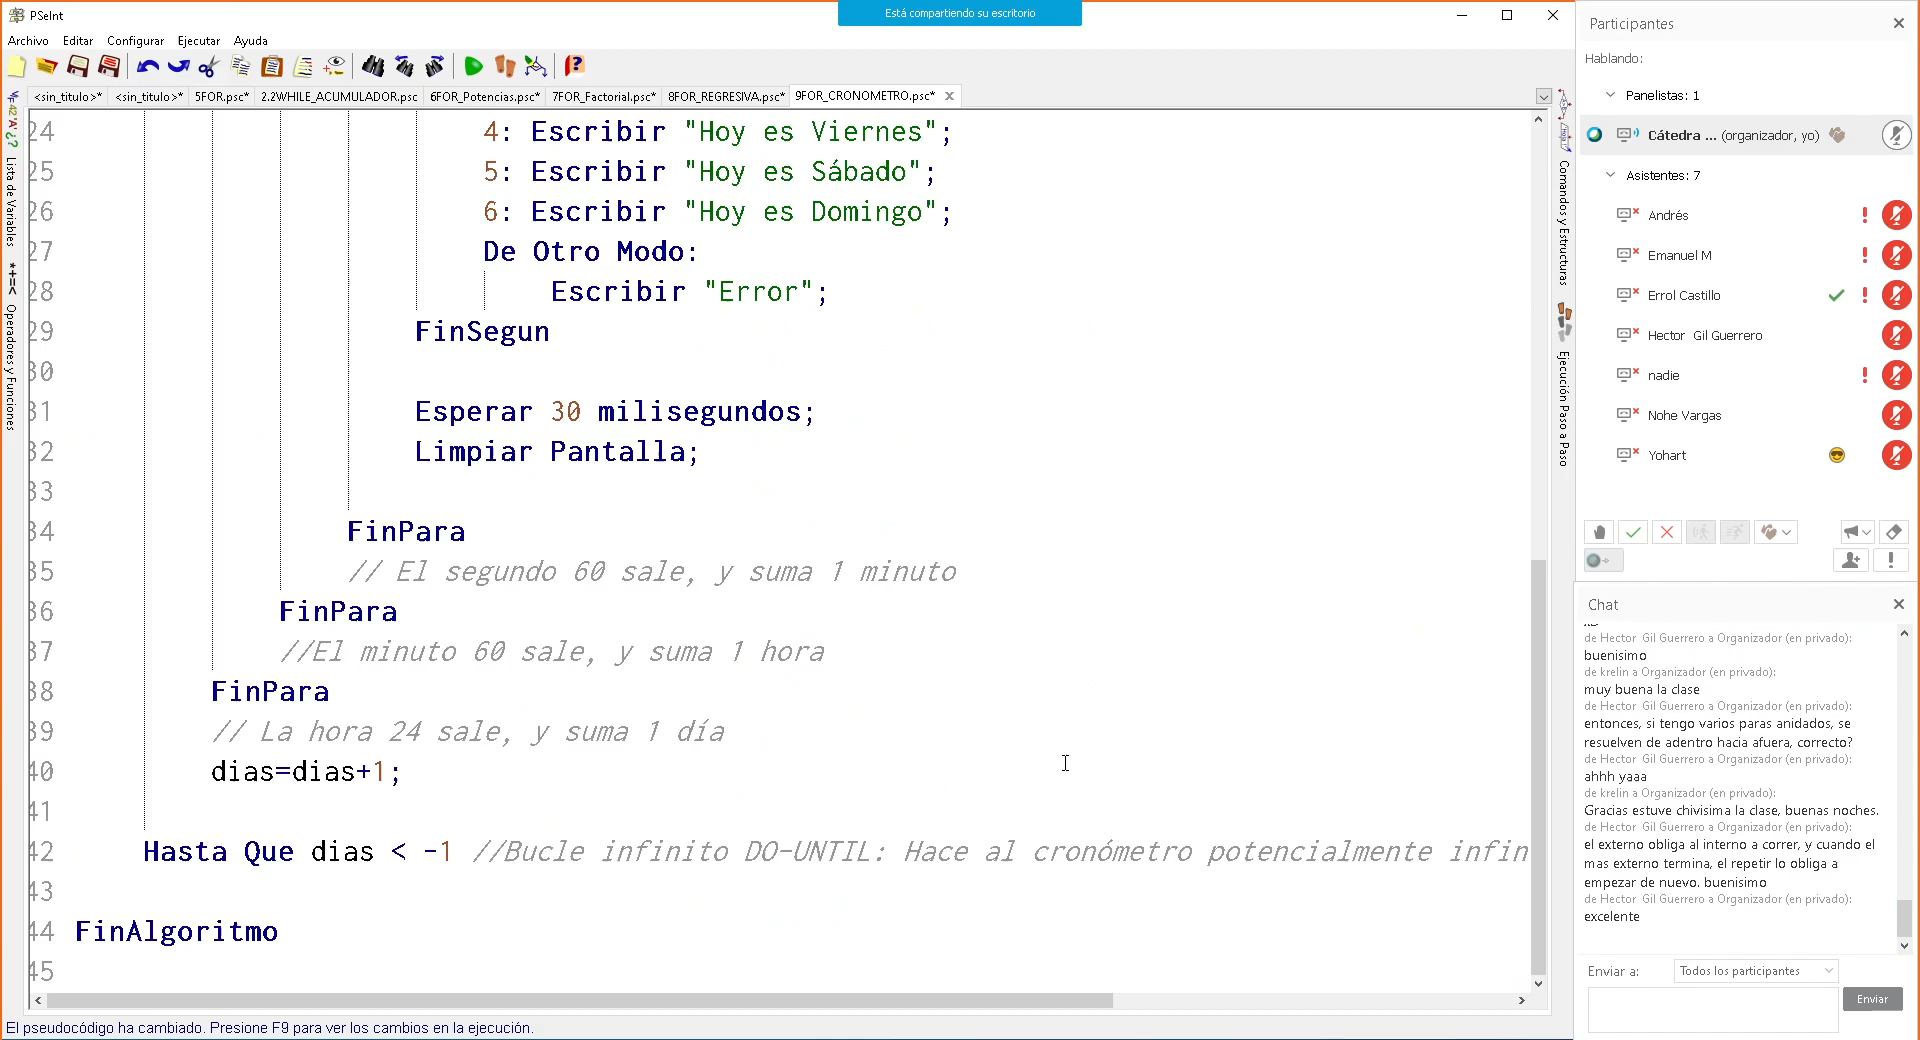 PSeInt
Está compartiendo su escritorio
Archivo Editar Configurar Ejecutar Ayuda
<sin_titulo>* <sin_titulo>* 5FOR.psc* 2.2WHILE_ACUMULADOR.psc 6FOR_Potencias.psc* 7FOR_Factorial.psc* 8FOR_REGRESIVA.psc* 9FOR_CRONOMETRO.psc*
Lista de Variables
*+=< Operadores y Funciones
24 4: Escribir "Hoy es Viernes";
25 5: Escribir "Hoy es Sábado";
26 6: Escribir "Hoy es Domingo";
27 De Otro Modo:
28 Escribir "Error";
29 FinSegun
30
31 Esperar 30 milisegundos;
32 Limpiar Pantalla;
33
34 FinPara
35 // El segundo 60 sale, y suma 1 minuto
36 FinPara
37 //El minuto 60 sale, y suma 1 hora
38 FinPara
39 // La hora 24 sale, y suma 1 día
40 dias=dias+1;
41
42 Hasta Que dias < -1 //Bucle infinito DO-UNTIL: Hace al cronómetro potencialmente infin
43
44 FinAlgoritmo
45
El pseudocódigo ha cambiado. Presione F9 para ver los cambios en la ejecución.
Comandos y Estructuras
Ejecución Paso a Paso
Participantes
Hablando:
Panelistas: 1
Cátedra ... (organizador, yo)
Asistentes: 7
Andrés
Emanuel M
Errol Castillo
Hector Gil Guerrero
nadie
Nohe Vargas
Yohart
Chat
de Hector Gil Guerrero a Organizador (en privado):
buenisimo
de krelin a Organizador (en privado):
muy buena la clase
de Hector Gil Guerrero a Organizador (en privado):
entonces, si tengo varios paras anidados, se
resuelven de adentro hacia afuera, correcto?
de Hector Gil Guerrero a Organizador (en privado):
ahhh yaaa
de krelin a Organizador (en privado):
Gracias estuve chivisima la clase, buenas noches.
de Hector Gil Guerrero a Organizador (en privado):
el externo obliga al interno a correr, y cuando el
mas externo termina, el repetir lo obliga a
empezar de nuevo. buenisimo
de Hector Gil Guerrero a Organizador (en privado):
excelente
Enviar a: Todos los participantes
Enviar